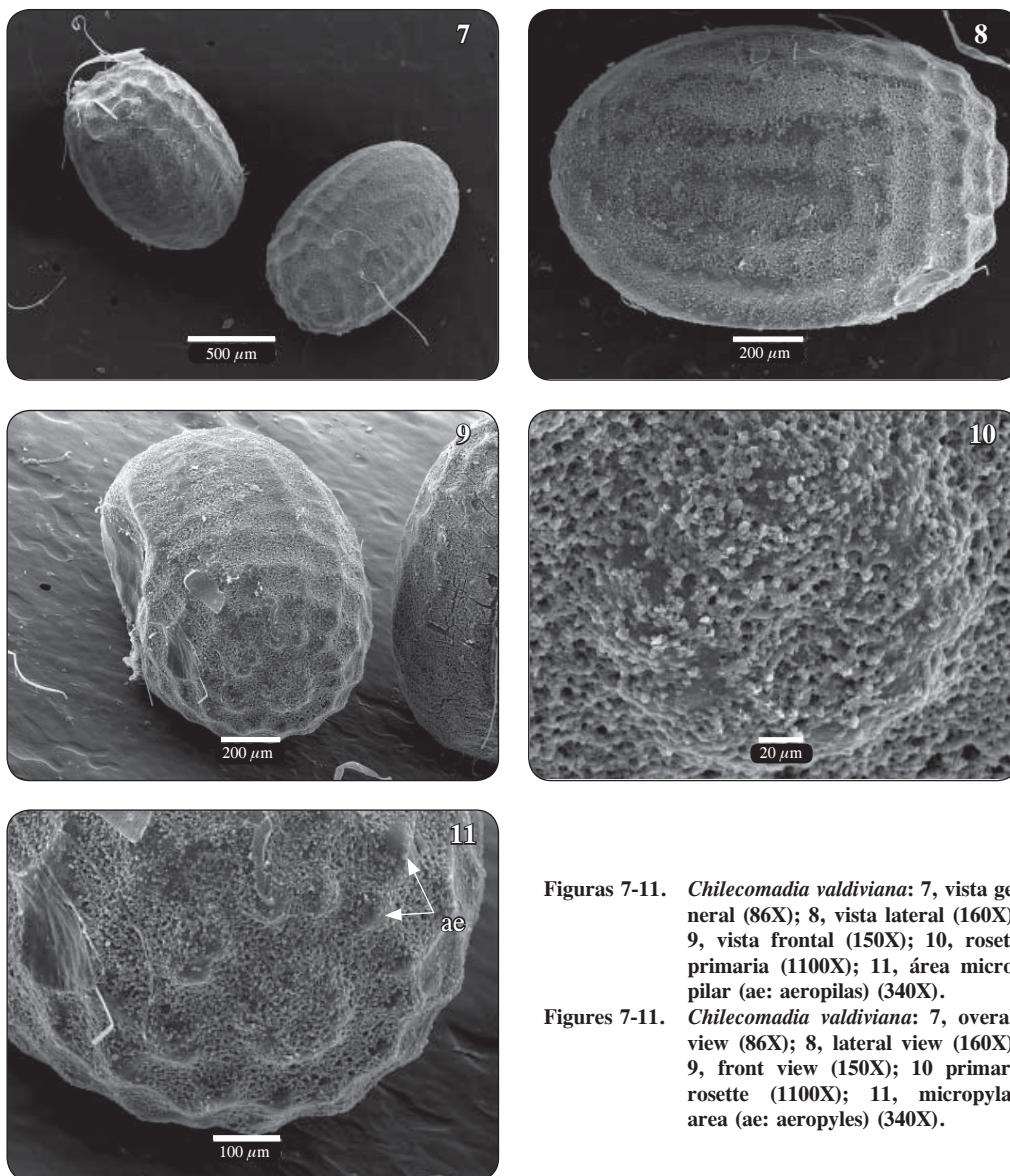 7
500 µm
8
200 µm
9
200 µm
10
20 µm
11
ae
100 µm
Figuras 7-11. Chilecomadia valdiviana: 7, vista ge
neral (86X); 8, vista lateral (160X)
9, vista frontal (150X); 10, roset
primaria (1100X); 11, área micro
pilar (ae: aeropilas) (340X).
Figures 7-11. Chilecomadia valdiviana: 7, overal
view (86X); 8, lateral view (160X)
9, front view (150X); 10 primar
rosette (1100X); 11, micropyla
area (ae: aeropyles) (340X).